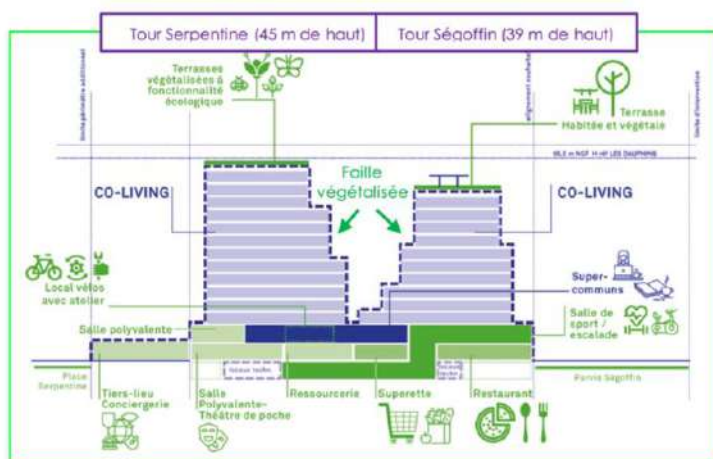 Tour Serpentine (45 m de haut)
Tour Ségoffin (39 m de haut)
Terrasses
végétalisées à
fonctionnalité
écologique
Terrasse
Habitée et végétale
CO-LIVING
Faille
végétalisée
CO-LIVING
Local vélos
avec atelier
Super-
communs
Salle polyvalente
Salle de
sport /
escalade
Place
Serpentine
Parvis Ségoffin
Tiers-lieu
Conciergerie
Salle
Polyvalente-
Théâtre de poche
Ressourcerie
Superette
Restaurant